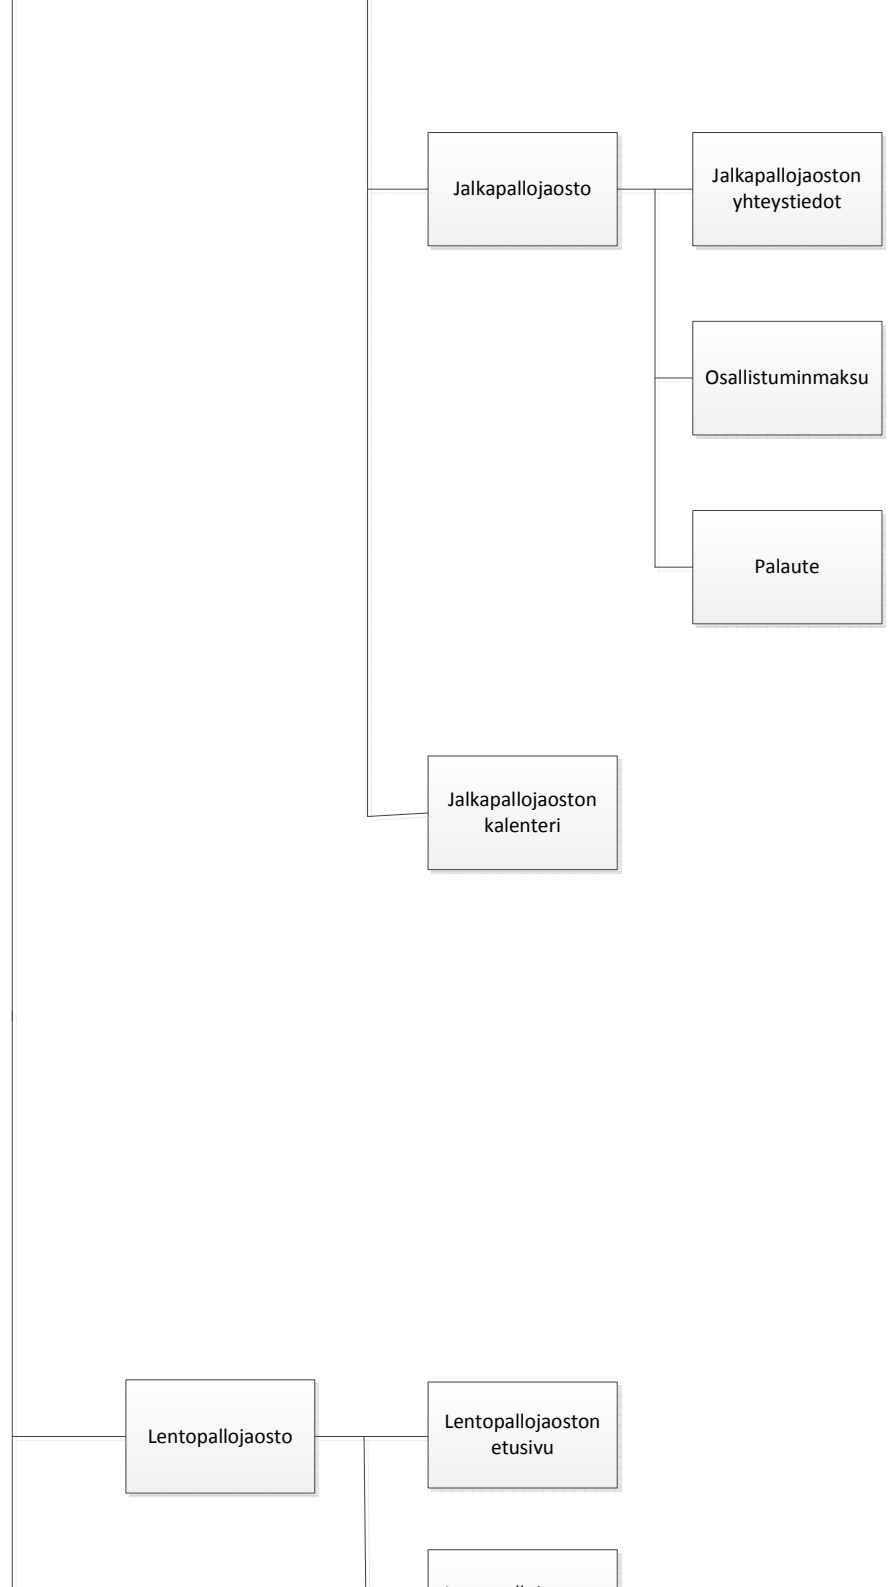 Jalkapallojaosto
Jalkapallojaoston
yhteystiedot
Osallistuminmaksu
Palaute
Jalkapallojaoston
kalenteri
Lentopallojaosto
Lentopallojaoston
etusivu